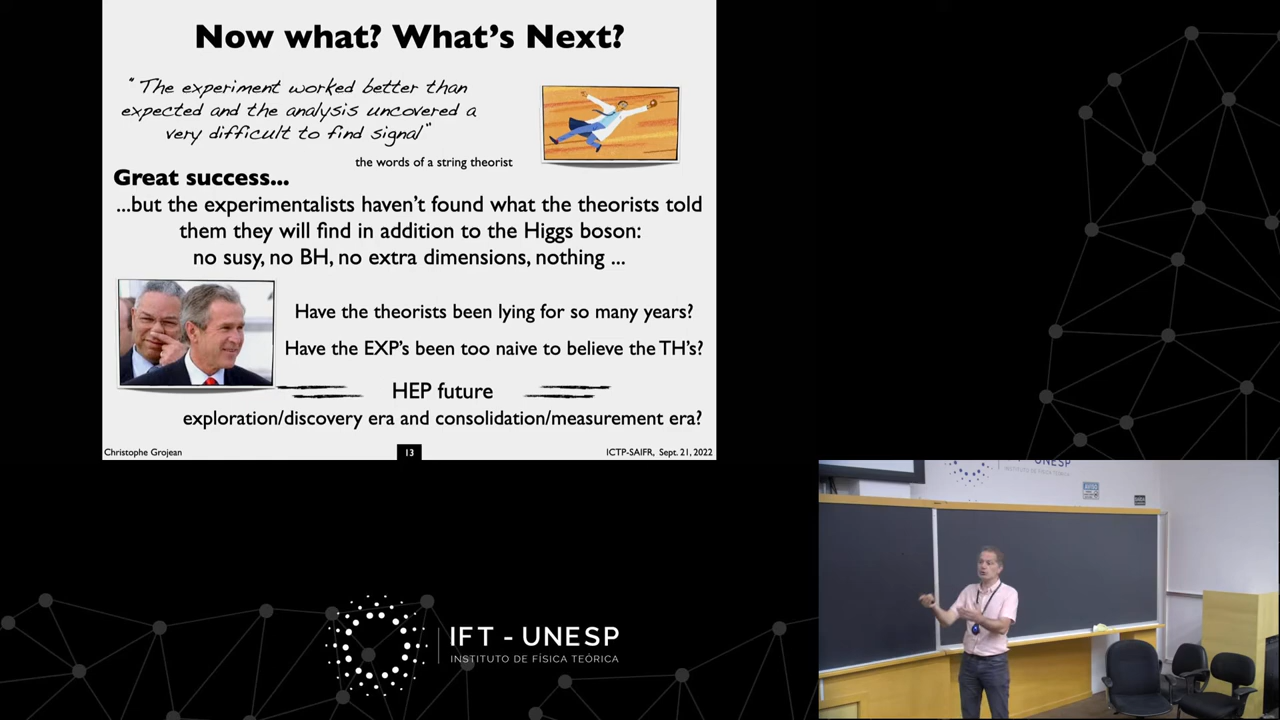 Now what? What's Next?
"The experiment worked better than
expected and the analysis uncovered a
very difficult to find signal"
the words of a string theorist
Great success...
...but the experimentalists haven't found what the theorists told
them they will find in addition to the Higgs boson:
no susy, no BH, no extra dimensions, nothing ...
Have the theorists been lying for so many years?
Have the EXP's been too naive to believe the TH's?
HEP future
exploration/discovery era and consolidation/measurement era?
Christophe Grojean
13
ICTP-SAIFR, Sept. 21, 2022
- UNESP
INSTITUTO DE FÍSICA TEÓRICA
IFT - UNESP
INSTITUTO DE FÍSICA TEÓRICA